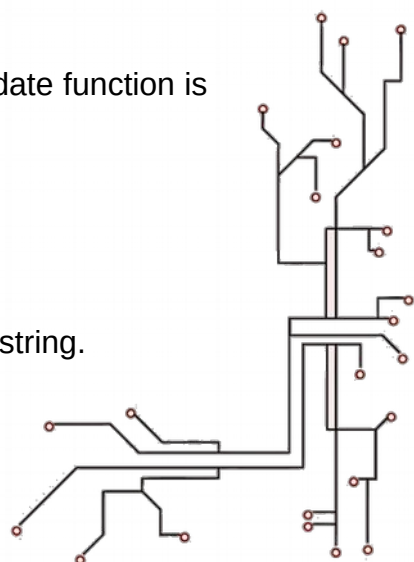 date function is
string.